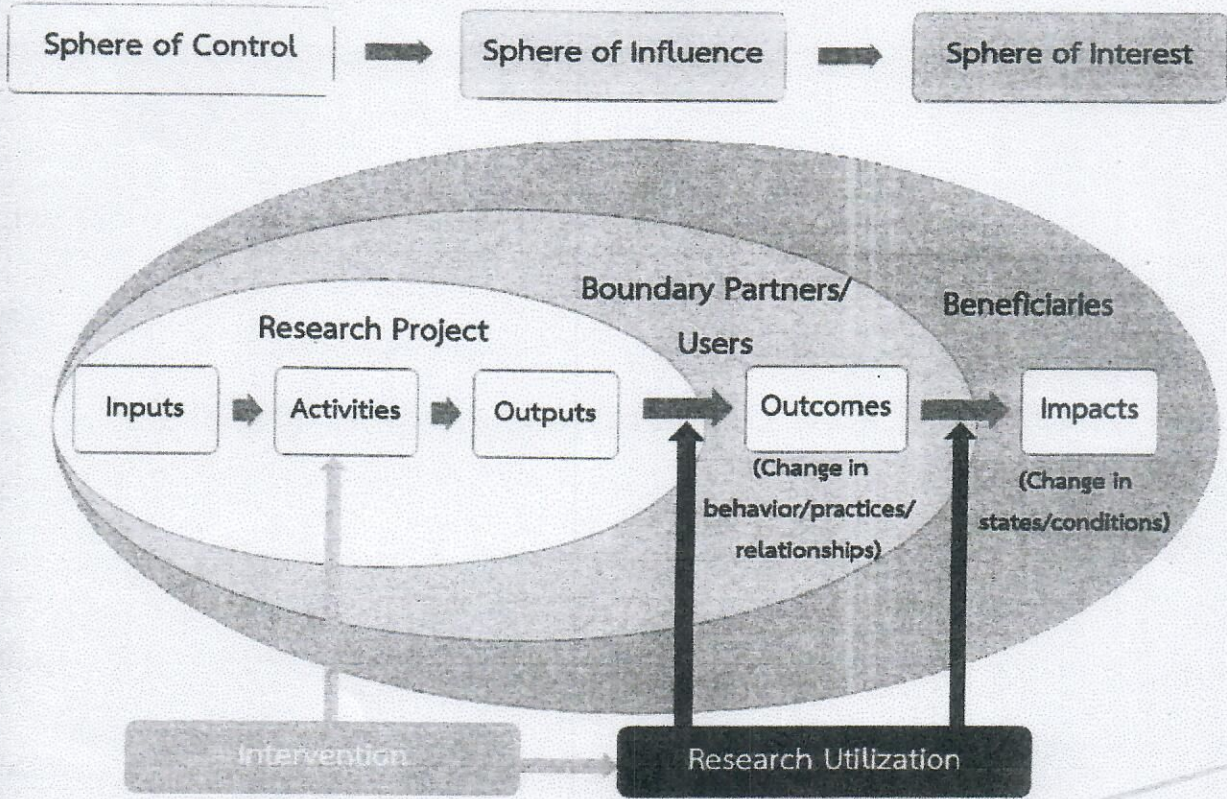 Sphere of Control
Sphere of Influence
Sphere of Interest
Boundary Partners/
Users
Beneficiaries
Research Project
Inputs
Activities
Outputs
Outcomes
Impacts
(Change in
behavior/practices/
relationships)
(Change in
states/conditions)
Intervention
Research Utilization